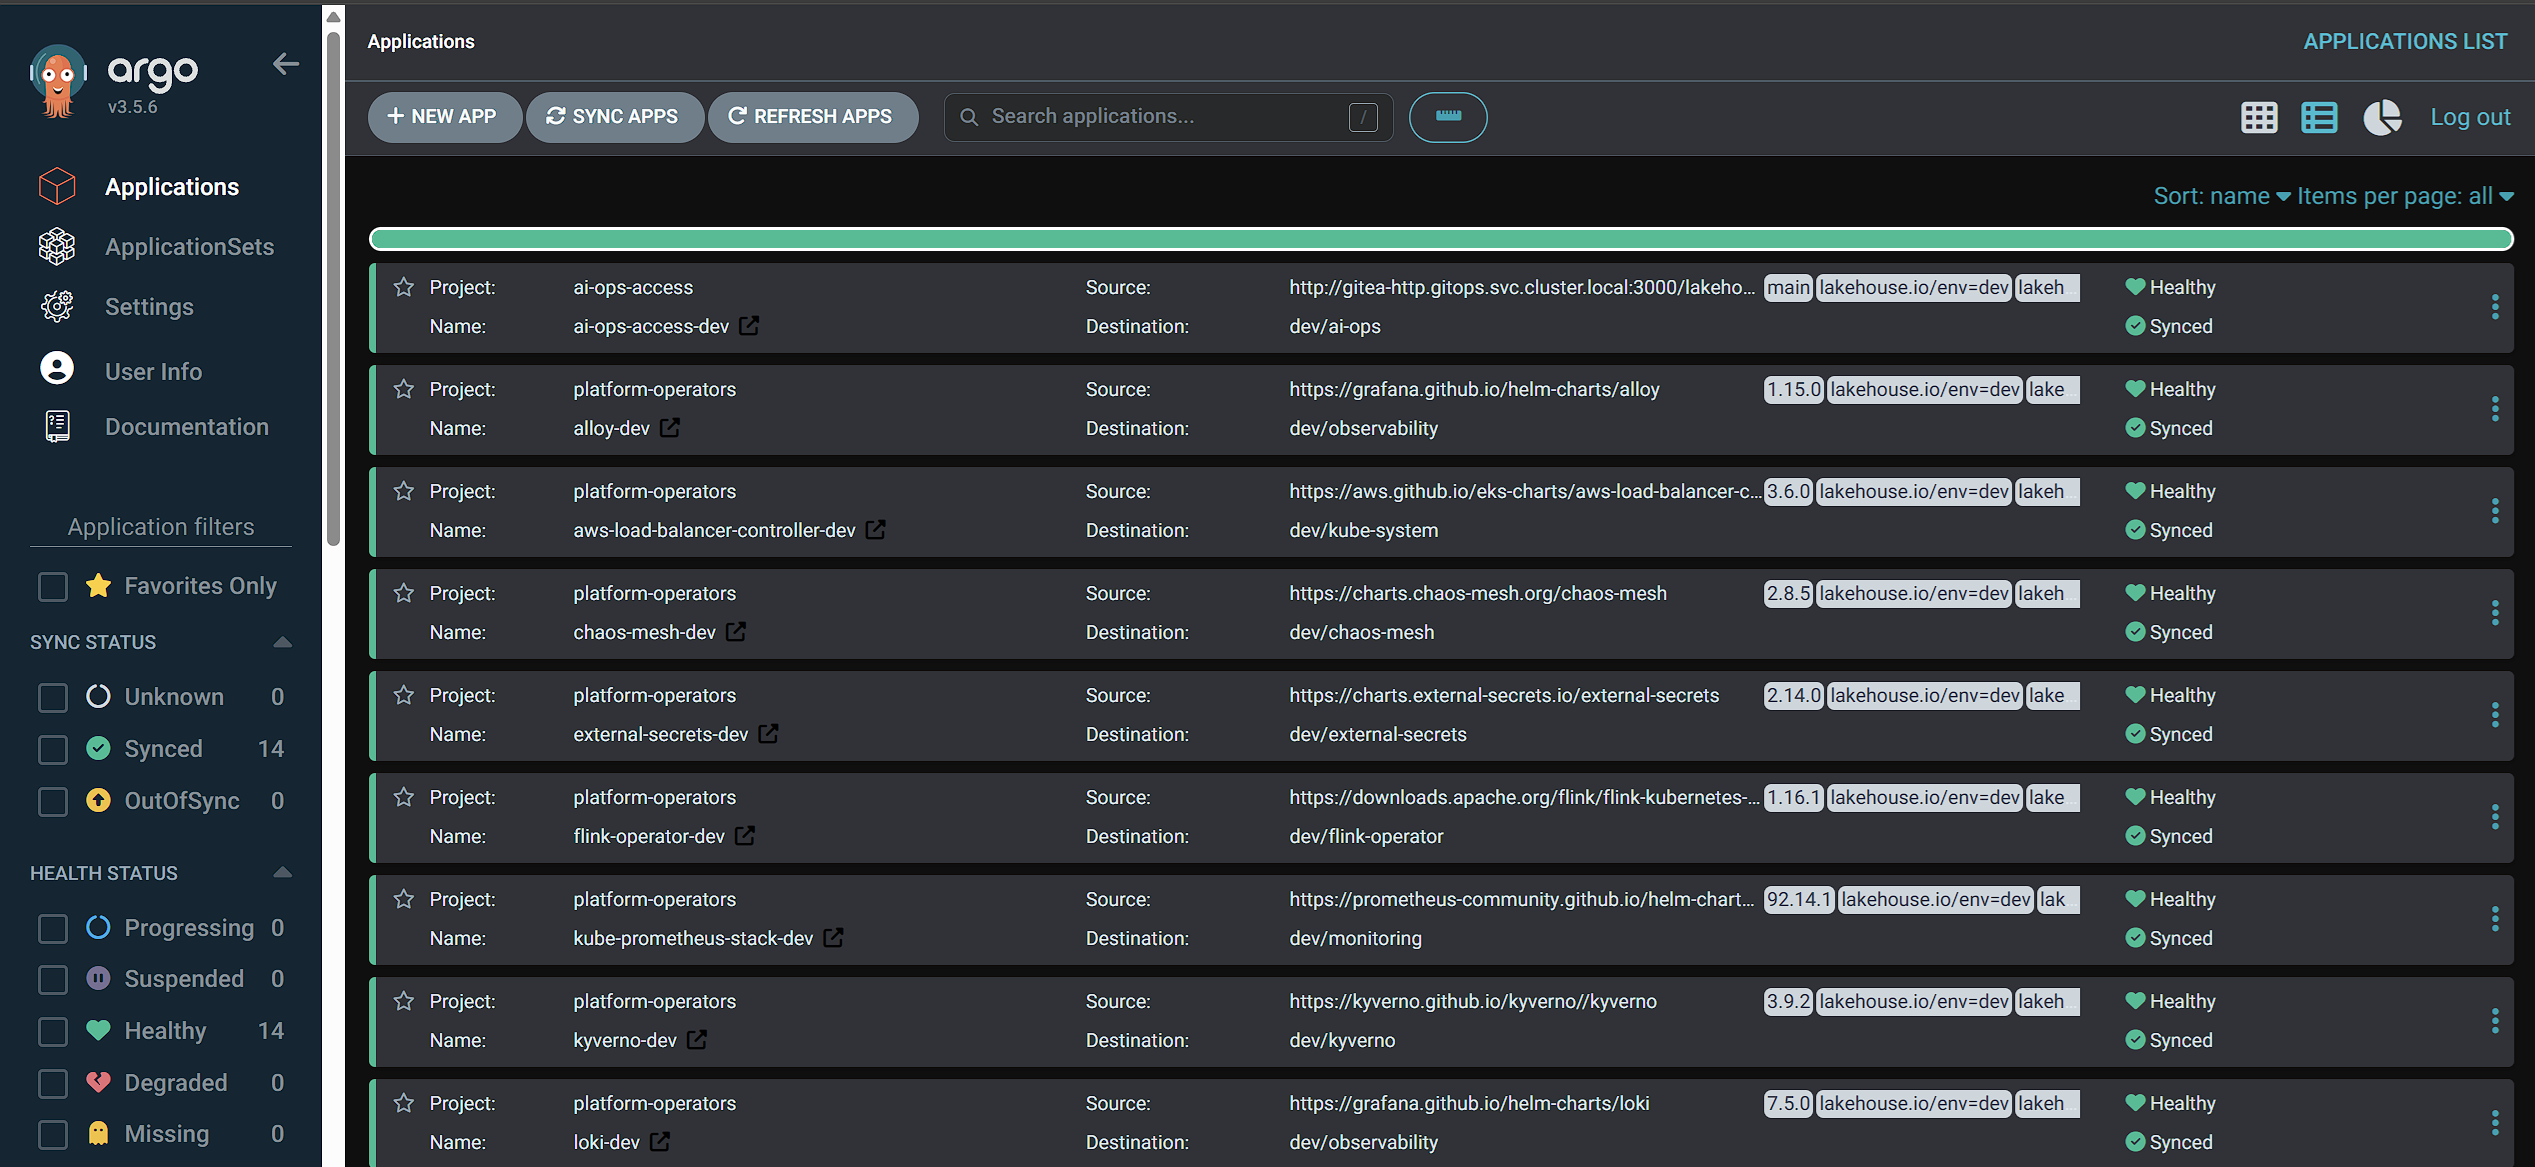 argo
v3.5.6
Applications
ApplicationSets
Settings
User Info
Documentation
Application filters
Favorites Only
SYNC STATUS
Unknown 0
Synced 14
OutOfSync 0
HEALTH STATUS
Progressing 0
Suspended 0
Healthy 14
Degraded 0
Missing 0
Applications
APPLICATIONS LIST
NEW APP
SYNC APPS
REFRESH APPS
Search applications...
/
Log out
Sort: name Items per page: all
Project: ai-ops-access Source: http://gitea-http.gitops.svc.cluster.local:3000/lakeho... main lakehouse.io/env=dev lakeh Healthy
Name: ai-ops-access-dev Destination: dev/ai-ops Synced
Project: platform-operators Source: https://grafana.github.io/helm-charts/alloy 1.15.0 lakehouse.io/env=dev lake Healthy
Name: alloy-dev Destination: dev/observability Synced
Project: platform-operators Source: https://aws.github.io/eks-charts/aws-load-balancer-c... 3.6.0 lakehouse.io/env=dev lakeh Healthy
Name: aws-load-balancer-controller-dev Destination: dev/kube-system Synced
Project: platform-operators Source: https://charts.chaos-mesh.org/chaos-mesh 2.8.5 lakehouse.io/env=dev lakeh Healthy
Name: chaos-mesh-dev Destination: dev/chaos-mesh Synced
Project: platform-operators Source: https://charts.external-secrets.io/external-secrets 2.14.0 lakehouse.io/env=dev lake Healthy
Name: external-secrets-dev Destination: dev/external-secrets Synced
Project: platform-operators Source: https://downloads.apache.org/flink/flink-kubernetes-... 1.16.1 lakehouse.io/env=dev lake Healthy
Name: flink-operator-dev Destination: dev/flink-operator Synced
Project: platform-operators Source: https://prometheus-community.github.io/helm-chart... 92.14.1 lakehouse.io/env=dev lak Healthy
Name: kube-prometheus-stack-dev Destination: dev/monitoring Synced
Project: platform-operators Source: https://kyverno.github.io/kyverno//kyverno 3.9.2 lakehouse.io/env=dev lakeh Healthy
Name: kyverno-dev Destination: dev/kyverno Synced
Project: platform-operators Source: https://grafana.github.io/helm-charts/loki 7.5.0 lakehouse.io/env=dev lakeh Healthy
Name: loki-dev Destination: dev/observability Synced